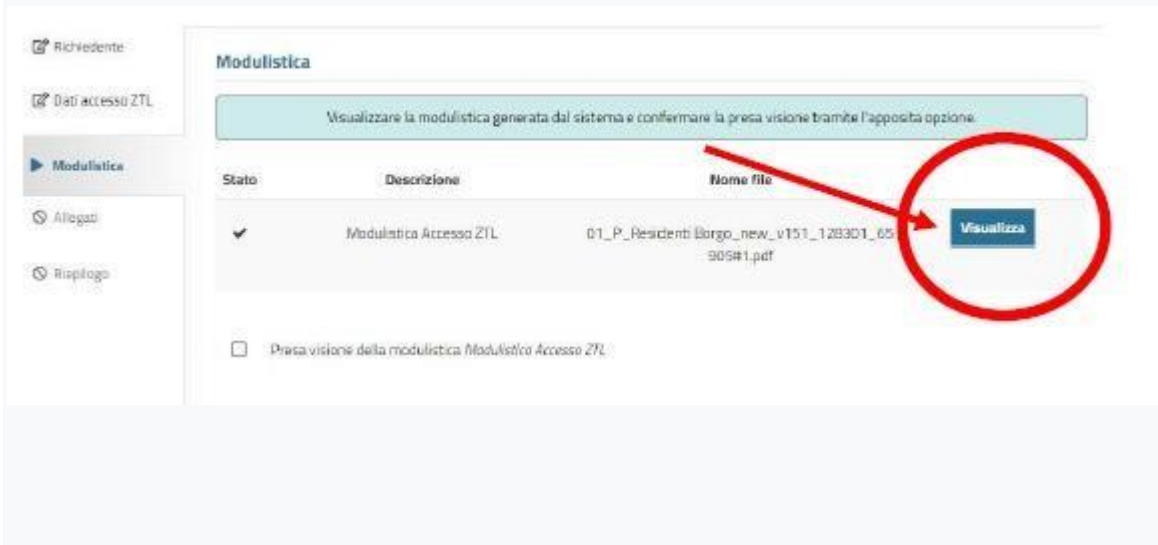 Richiedente
Dati accesso ZTL
Modulistica
Allegati
Riepilogo
Modulistica
Visualizzare la modulistica generata dal sistema e confermare la presa visione tramite l'apposita opzione.
Stato Descrizione Nome file
Modulistica Accesso ZTL 01_P_Residenti Borgo_new_v151_128301_65
905#1.pdf
Visualizza
Presa visione della modulistica Modulistica Accesso ZTL